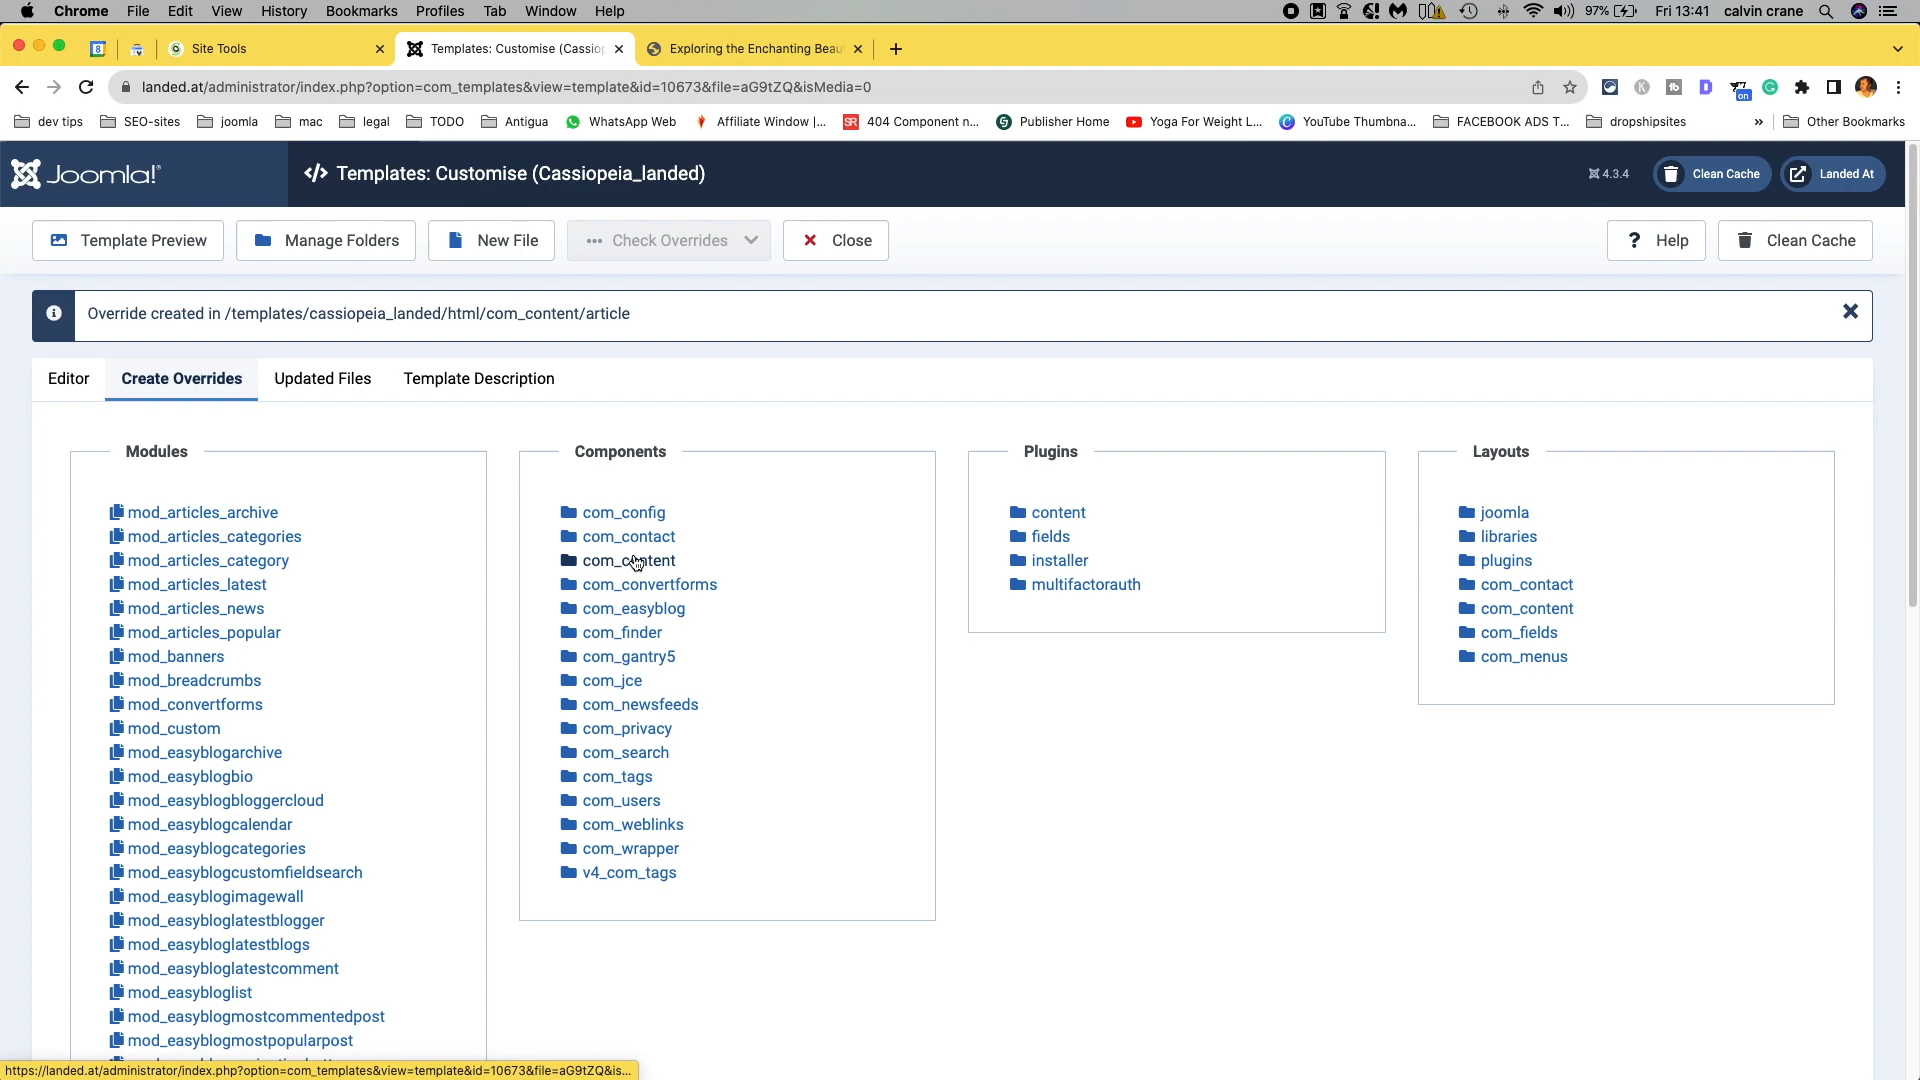 Chrome File Edit View History Bookmarks Profiles Tab Window Help 97% Fri 13:41 calvin crane
8 Site Tools Templates: Customise (Cassio Exploring the Enchanting Beau
landed.at/administrator/index.php?option=com_templates&view=template&id=10673&file=aG9tZQ&isMedia=0 on
dev tips SEO-sites joomla mac legal TODO Antigua WhatsApp Web Affiliate Window |... SR 404 Component n... Publisher Home Yoga For Weight L... YouTube Thumbna... FACEBOOK ADS T... dropshipsites » Other Bookmarks
Joomla! </> Templates: Customise (Cassiopeia_landed) 4.3.4 Clean Cache Landed At
Template Preview Manage Folders New File Check Overrides Close Help Clean Cache
Override created in /templates/cassiopeia_landed/html/com_content/article
Editor Create Overrides Updated Files Template Description
Modules
mod_articles_archive
mod_articles_categories
mod_articles_category
mod_articles_latest
mod_articles_news
mod_articles_popular
mod_banners
mod_breadcrumbs
mod_convertforms
mod_custom
mod_easyblogarchive
mod_easyblogbio
mod_easyblogbloggercloud
mod_easyblogcalendar
mod_easyblogcategories
mod_easyblogcustomfieldsearch
mod_easyblogimagewall
mod_easybloglatestblogger
mod_easybloglatestblogs
mod_easybloglatestcomment
mod_easybloglist
mod_easyblogmostcommentedpost
mod_easyblogmostpopularpost
Components
com_config
com_contact
com_content
com_convertforms
com_easyblog
com_finder
com_gantry5
com_jce
com_newsfeeds
com_privacy
com_search
com_tags
com_users
com_weblinks
com_wrapper
v4_com_tags
Plugins
content
fields
installer
multifactorauth
Layouts
joomla
libraries
plugins
com_contact
com_content
com_fields
com_menus
https://landed.at/administrator/index.php?option=com_templates&view=template&id=10673&file=aG9tZQ&is...